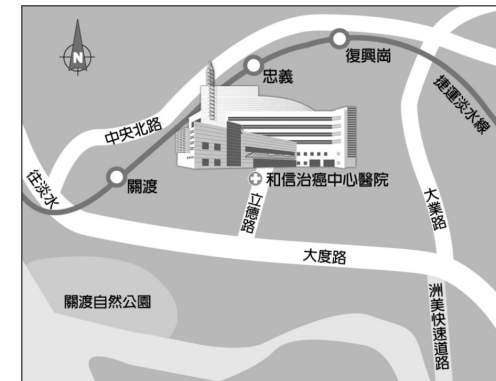 N
復興崗
忠義
捷運淡水線
中央北路
往淡水
關渡
和信治癌中心醫院
立德路
大業路
大度路
關渡自然公園
洲美快速道路